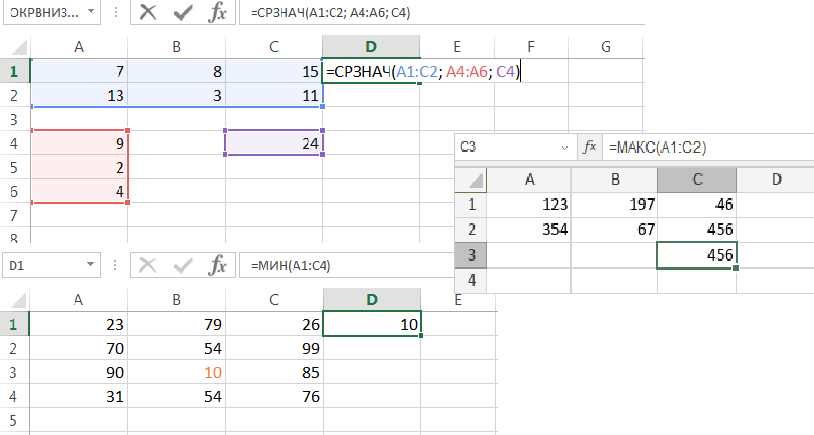 ОКРВНИЗ... =СРЗНАЧ(A1:C2; A4:A6; C4)
A B C D E F G
1 7 8 15 =СРЗНАЧ(A1:C2; A4:A6; C4)
2 13 3 11
3
4 9 24
5 2
6 4
7
8
C3 fx =МАКС(A1:C2)
A B C D
1 123 197 46
2 354 67 456
3 456
4
D1 fx =МИН(A1:C4)
A B C D E
1 23 79 26 10
2 70 54 99
3 90 10 85
4 31 54 76
5